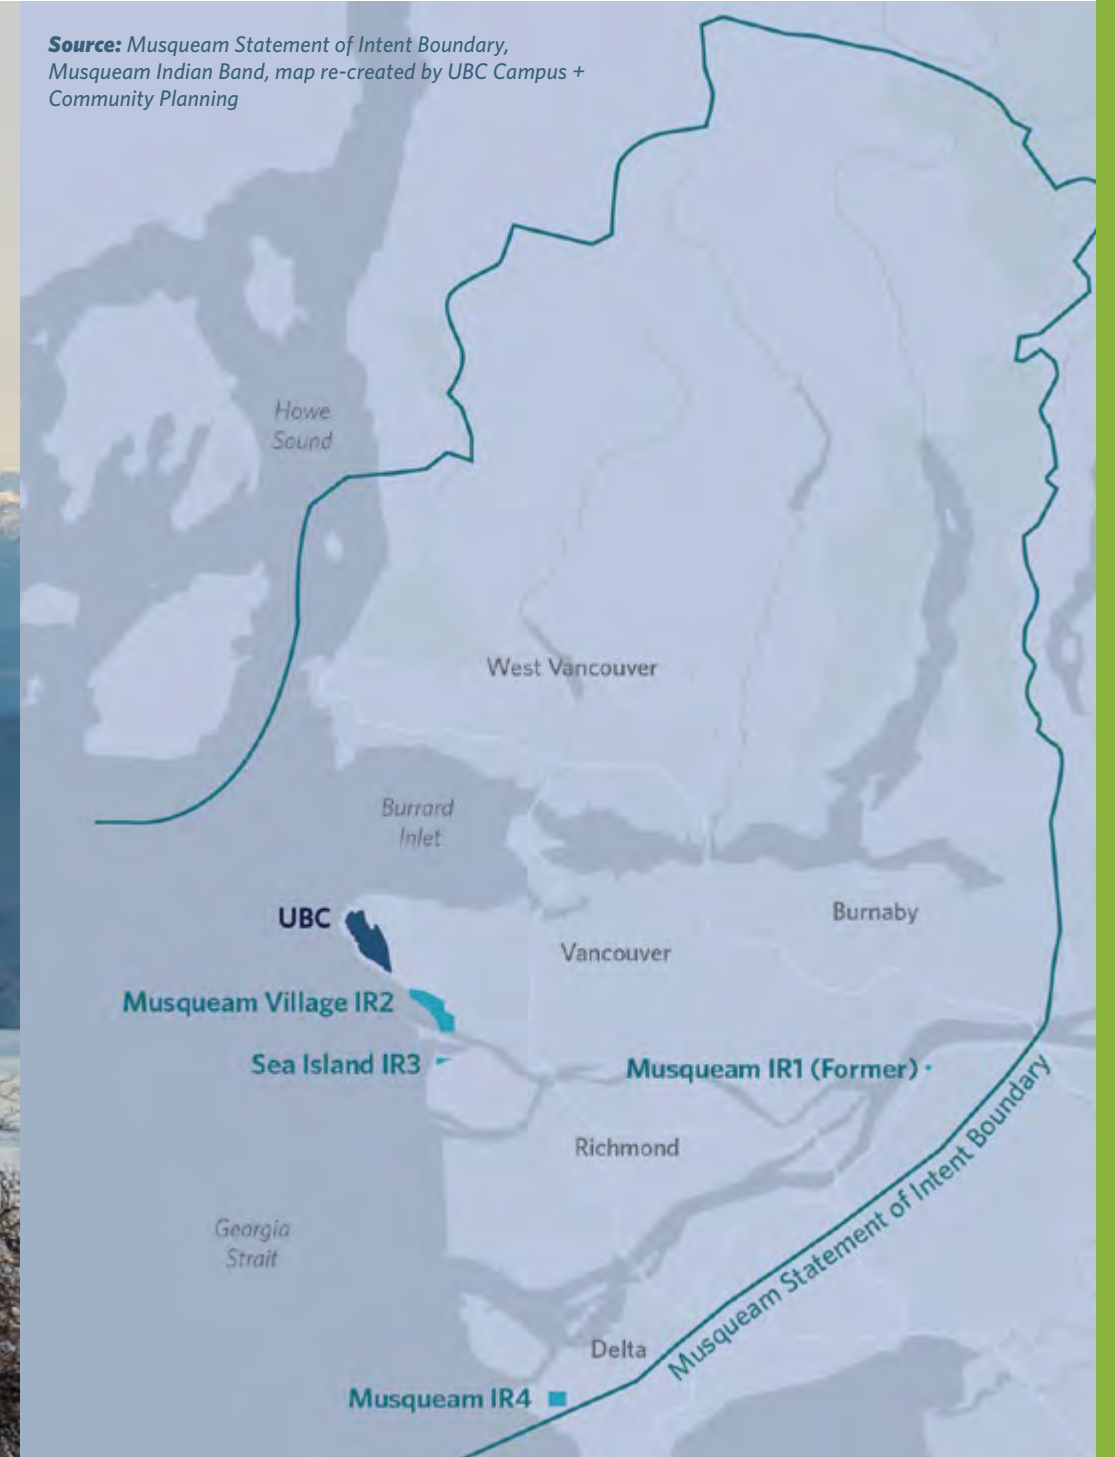 Source: Musqueam Statement of Intent Boundary,
Musqueam Indian Band, map re-created by UBC Campus +
Community Planning
Howe
Sound
West Vancouver
Burrard
Inlet
UBC
Burnaby
Vancouver
Musqueam Village IR2
Sea Island IR3
Musqueam IR1 (Former)
Richmond
Musqueam Statement of Intent Boundary
Georgia
Strait
Delta
Musqueam IR4